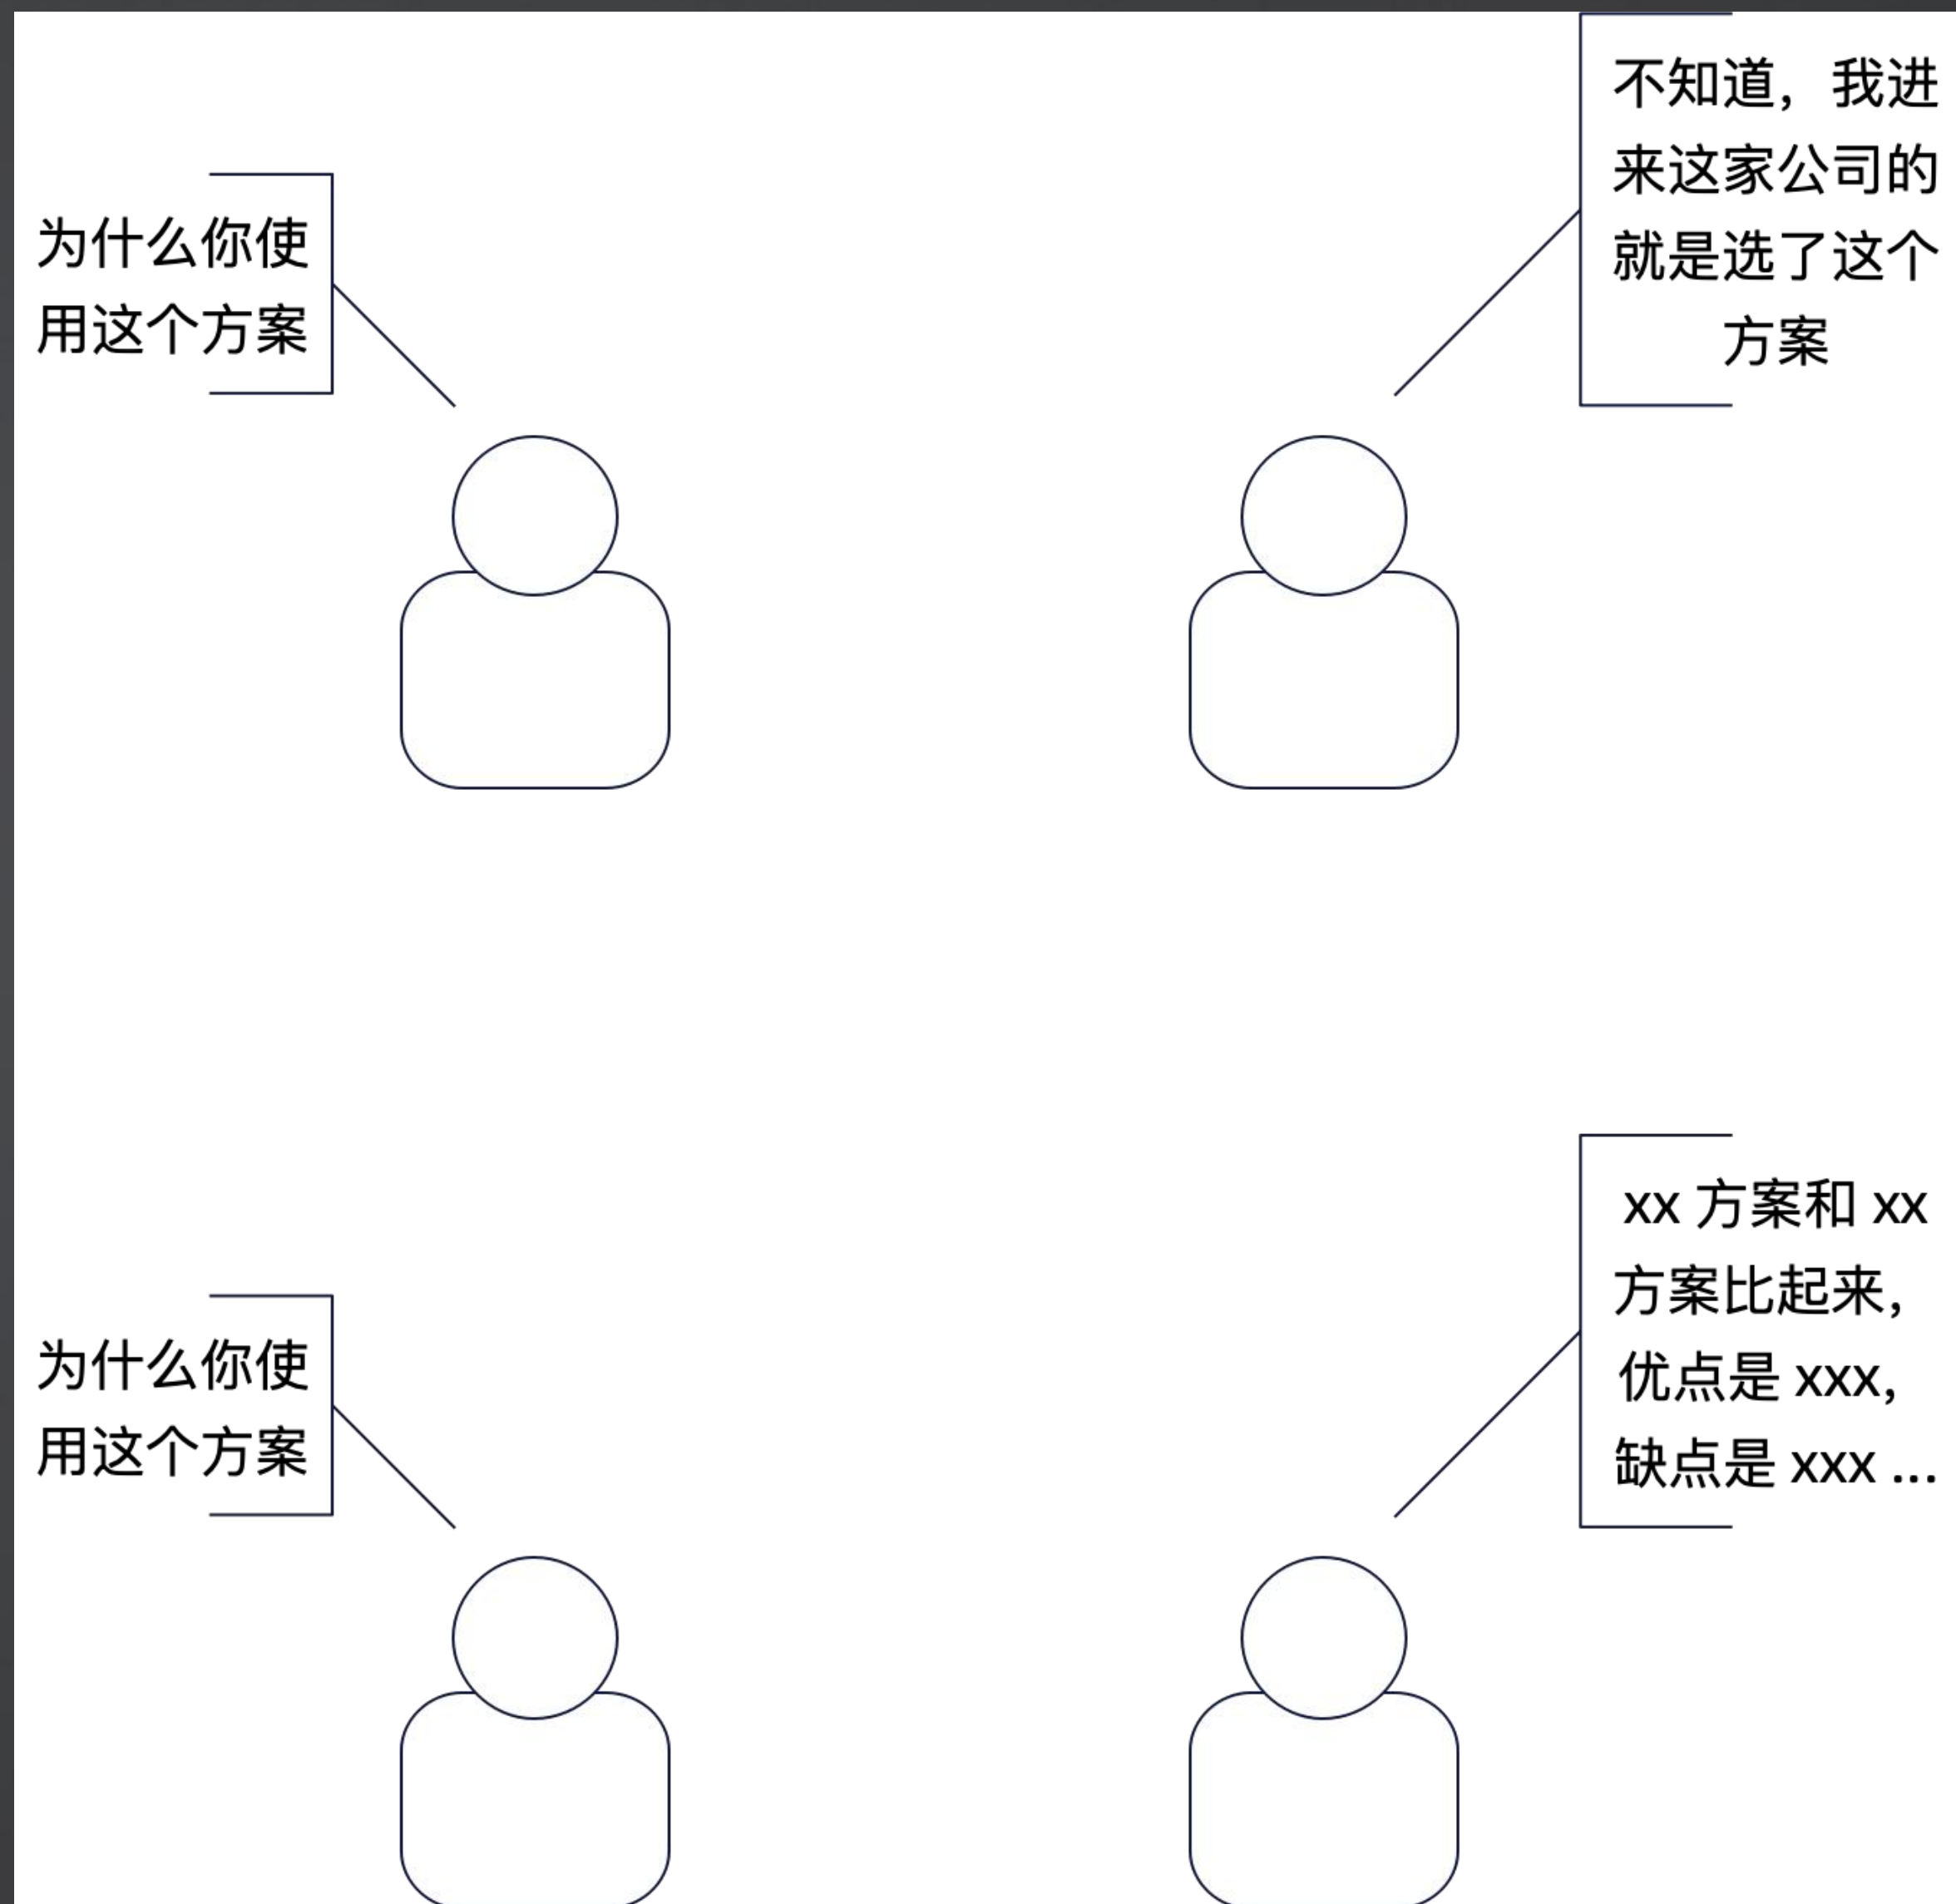 为什么你使
用这个方案
不知道，我进
来这家公司的
就是选了这个
方案
为什么你使
用这个方案
xx 方案和 xx
方案比起来，
优点是 xxx，
缺点是 xxx ...